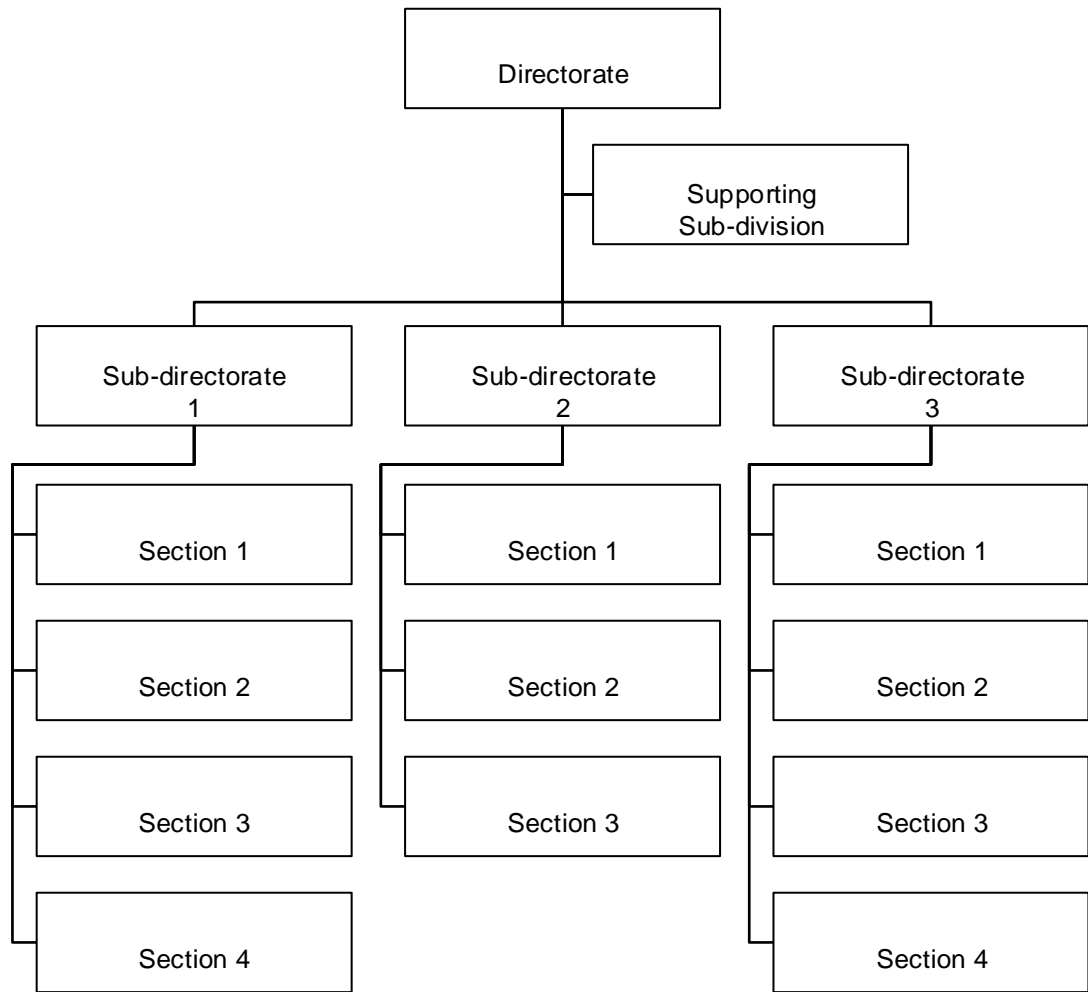 Directorate
Supporting
Sub-division
Sub-directorate
1
Sub-directorate
2
Sub-directorate
3
Section 1
Section 2
Section 3
Section 4
Section 1
Section 2
Section 3
Section 1
Section 2
Section 3
Section 4